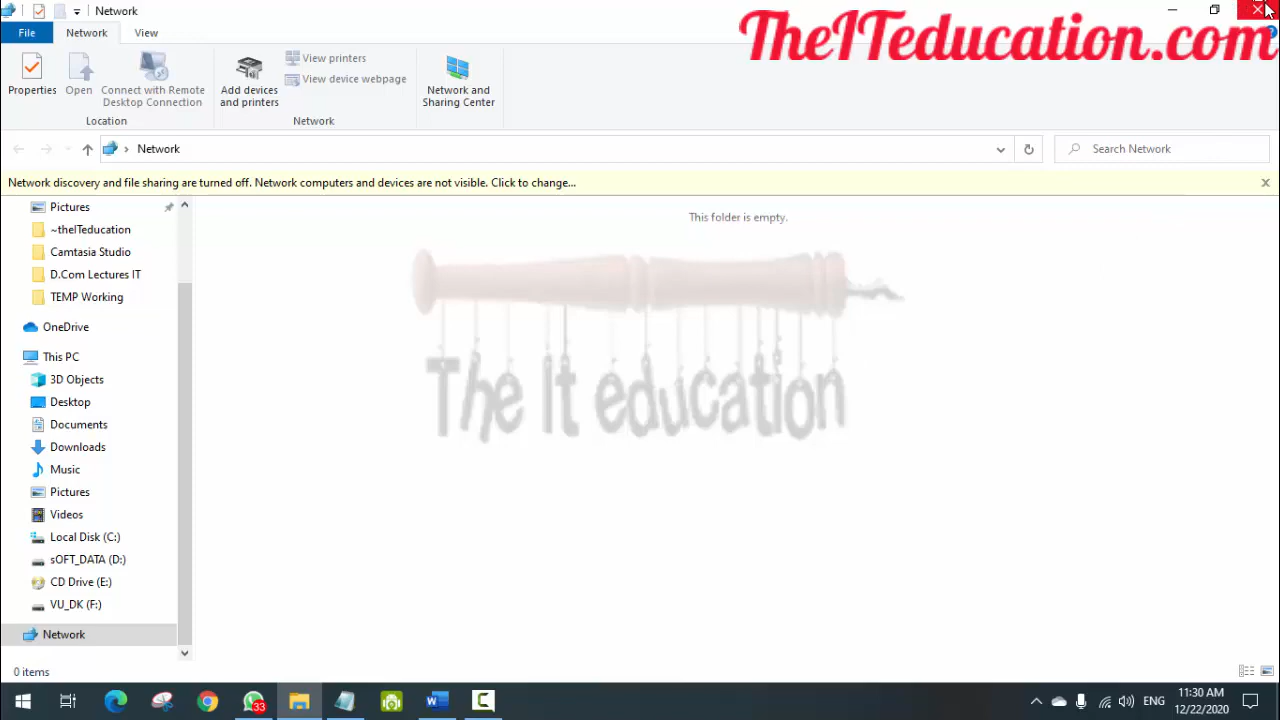 Network
TheITeducation.com
File
Network
View
Properties
Open
Connect with Remote
Desktop Connection
Location
Add devices
and printers
View printers
View device webpage
Network
Network and
Sharing Center
Network
Search Network
Network discovery and file sharing are turned off. Network computers and devices are not visible. Click to change...
Pictures
~theITeducation
Camtasia Studio
D.Com Lectures IT
TEMP Working
OneDrive
This PC
3D Objects
Desktop
Documents
Downloads
Music
Pictures
Videos
Local Disk (C:)
sOFT_DATA (D:)
CD Drive (E:)
VU_DK (F:)
Network
This folder is empty.
The It education
0 items
33
W
ENG
11:30 AM
12/22/2020